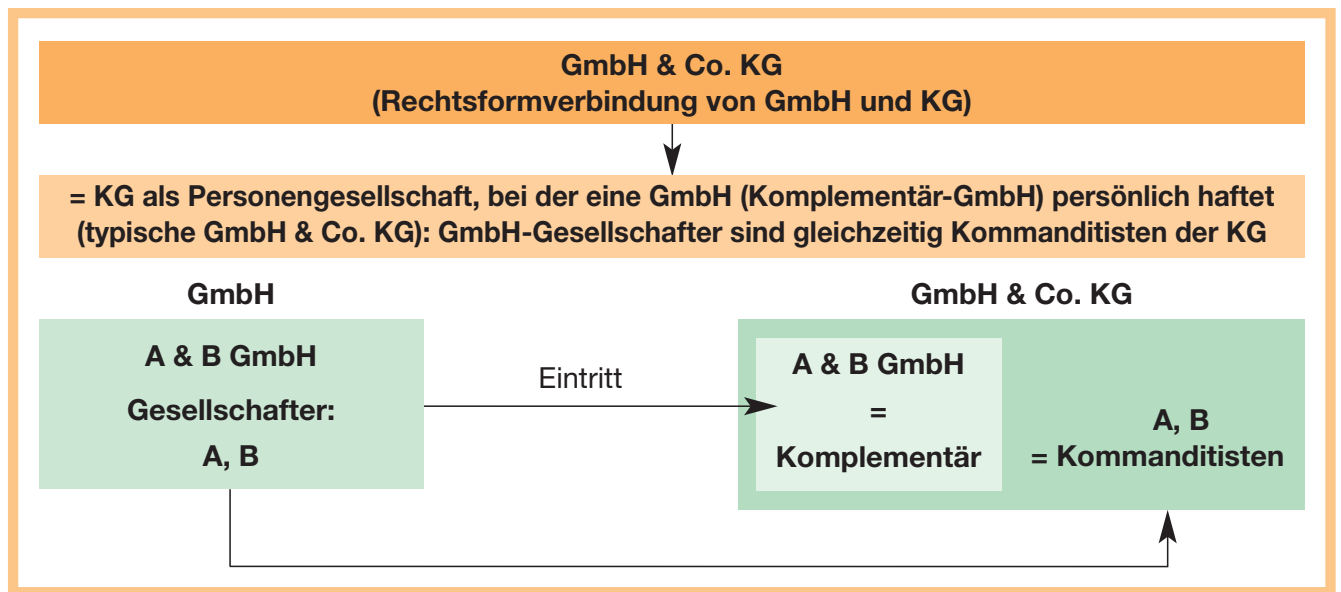 GmbH & Co. KG
(Rechtsformverbindung von GmbH und KG)
= KG als Personengesellschaft, bei der eine GmbH (Komplementär-GmbH) persönlich haftet
(typische GmbH & Co. KG): GmbH-Gesellschafter sind gleichzeitig Kommanditisten der KG
GmbH
A & B GmbH
Gesellschafter:
A, B
Eintritt
GmbH & Co. KG
A & B GmbH
=
Komplementär
A, B
= Kommanditisten